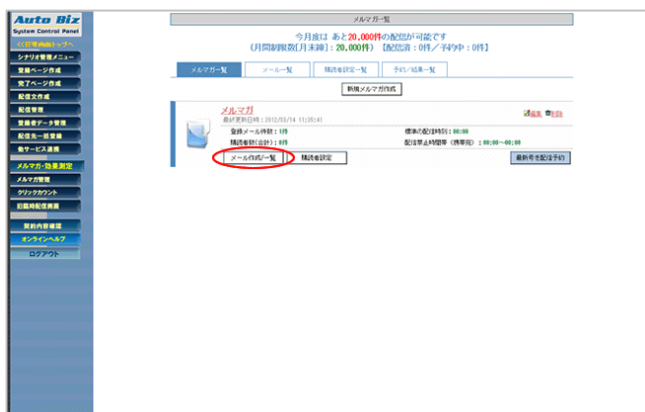 Auto Biz
System Control Panel
<<管理画面トップへ
シナリオ管理メニュー
登録ページ作成
完了ページ作成
配信文作成
配信管理
登録者データ管理
配信先一括登録
他サービス連携
メルマガ・効果測定
メルマガ管理
クリックカウント
旧臨時配信画面
契約内容確認
オンラインヘルプ
ログアウト
メルマガ一覧
今月度は あと20,000件の配信が可能です
(月間制限数[月末締]:20,000件) 【配信済:0件/予約中:0件】
メルマガ一覧 メール一覧 購読者設定一覧 予約/結果一覧
新規メルマガ作成
メルマガ 編集 削除
最終更新日時:2012/03/14 11:35:41
登録メール件数:1件 標準の配信時刻:00:00
購読者数(合計):0件 配信禁止時間帯 (携帯宛) :00:00~00:00
メール作成/一覧 購読者設定 最新号を配信予約